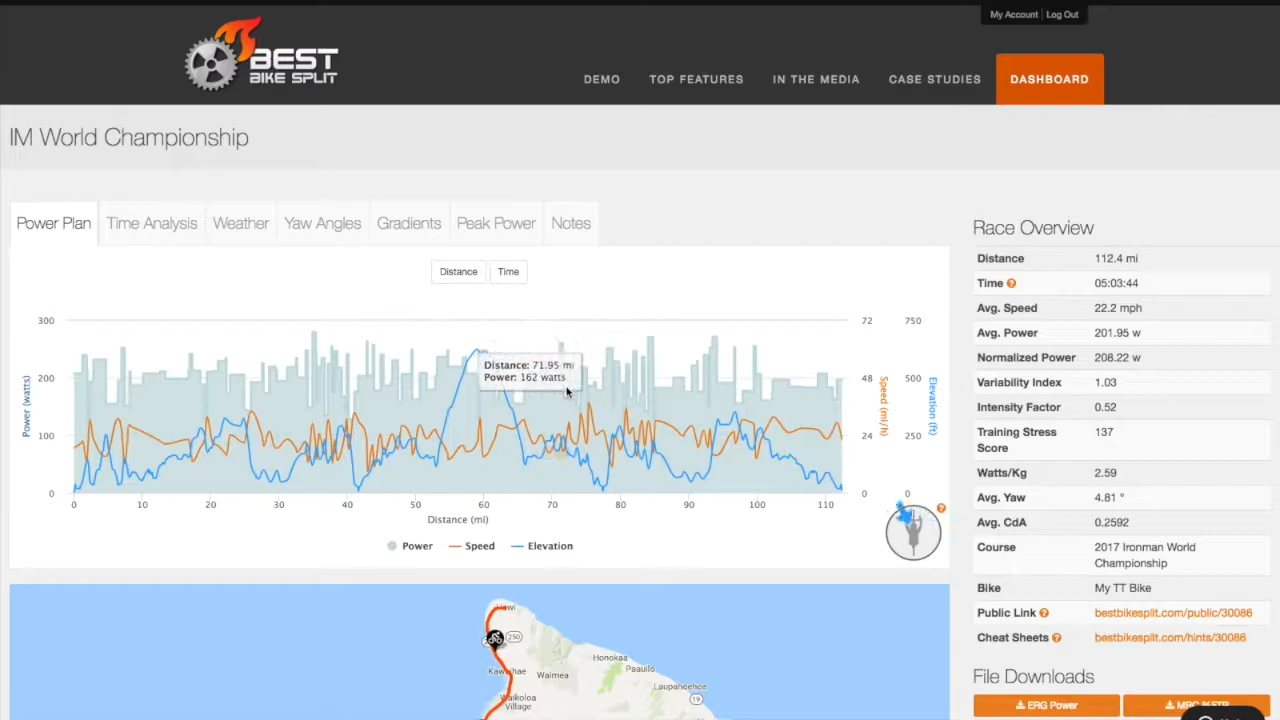 My Account | Log Out
BEST
BIKE SPLIT
DEMO
TOP FEATURES
IN THE MEDIA
CASE STUDIES
DASHBOARD
IM World Championship
Power Plan
Time Analysis
Weather
Yaw Angles
Gradients
Peak Power
Notes
Distance
Time
300
200
100
0
Power (watts)
Distance: 71.95 mi
Power: 162 watts
72
48
24
0
Speed (mi/h)
750
500
250
0
Elevation (ft)
0 10 20 30 40 50 60 70 80 90 100 110
Distance (mi)
Power Speed Elevation
Race Overview
Distance 112.4 mi
Time 05:03:44
Avg. Speed 22.2 mph
Avg. Power 201.95 w
Normalized Power 208.22 w
Variability Index 1.03
Intensity Factor 0.52
Training Stress 137
Score
Watts/Kg 2.59
Avg. Yaw 4.81 °
Avg. CdA 0.2592
Course 2017 Ironman World
Championship
Bike My TT Bike
Public Link bestbikesplit.com/public/30086
Cheat Sheets bestbikesplit.com/hints/30086
File Downloads
ERG Power
Hawi
250
Honokaa
Paauilo
Waimea
Laupahoehoe
19
Waikoloa
Village